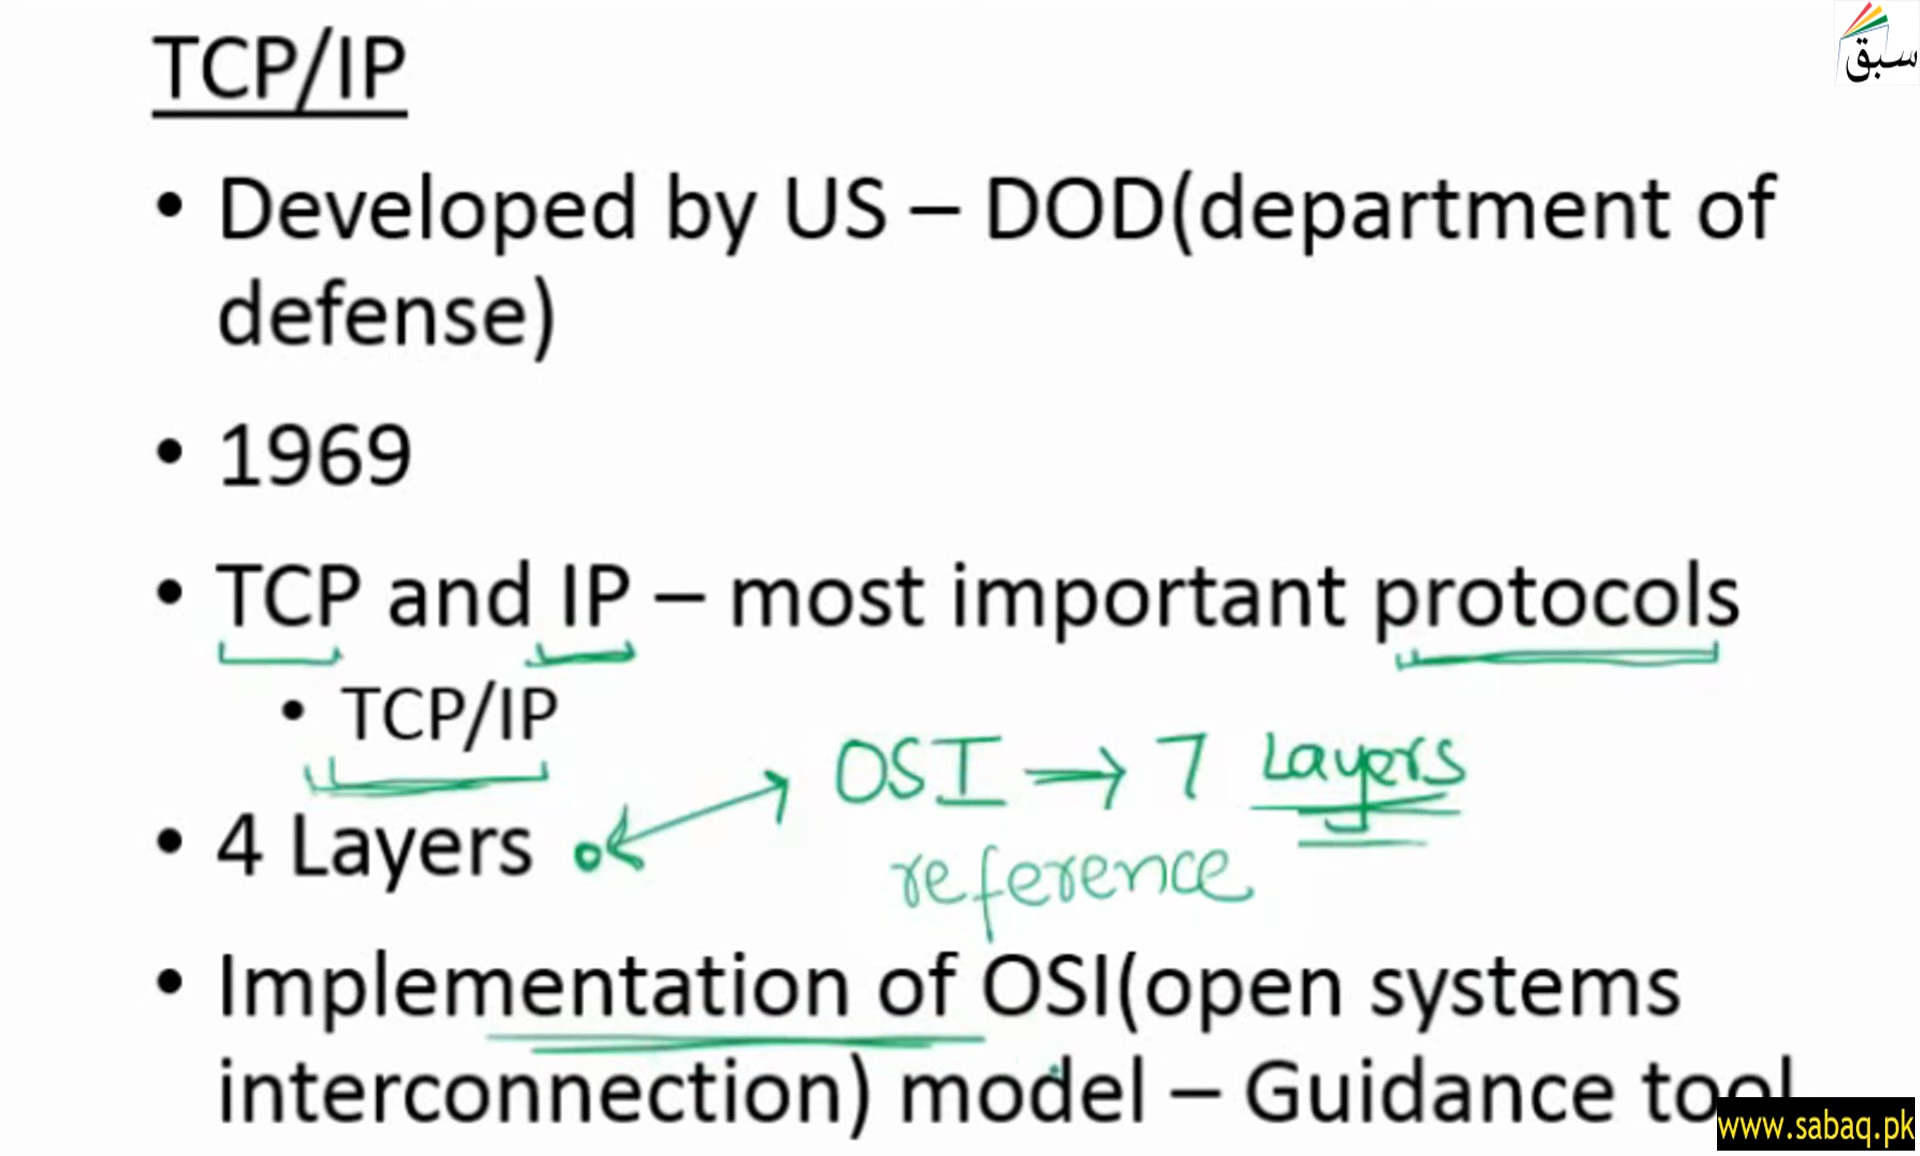 سبق
TCP/IP
• Developed by US – DOD(department of
defense)
• 1969
• TCP and IP – most important protocols
• TCP/IP
OSI → 7 Layers
• 4 Layers
reference
• Implementation of OSI(open systems
interconnection) model – Guidance tool
www.sabaq.pk